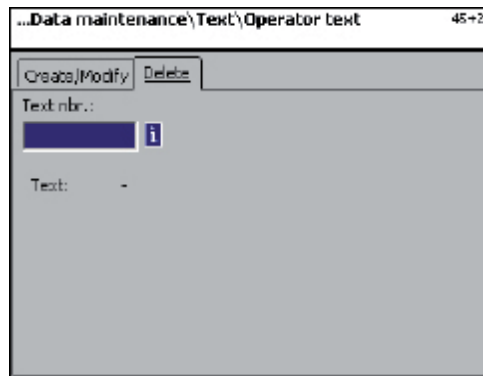 ...Data maintenance\Text\Operator text 45+2
Create/Modify Delete
Text nbr.:
i
Text: -